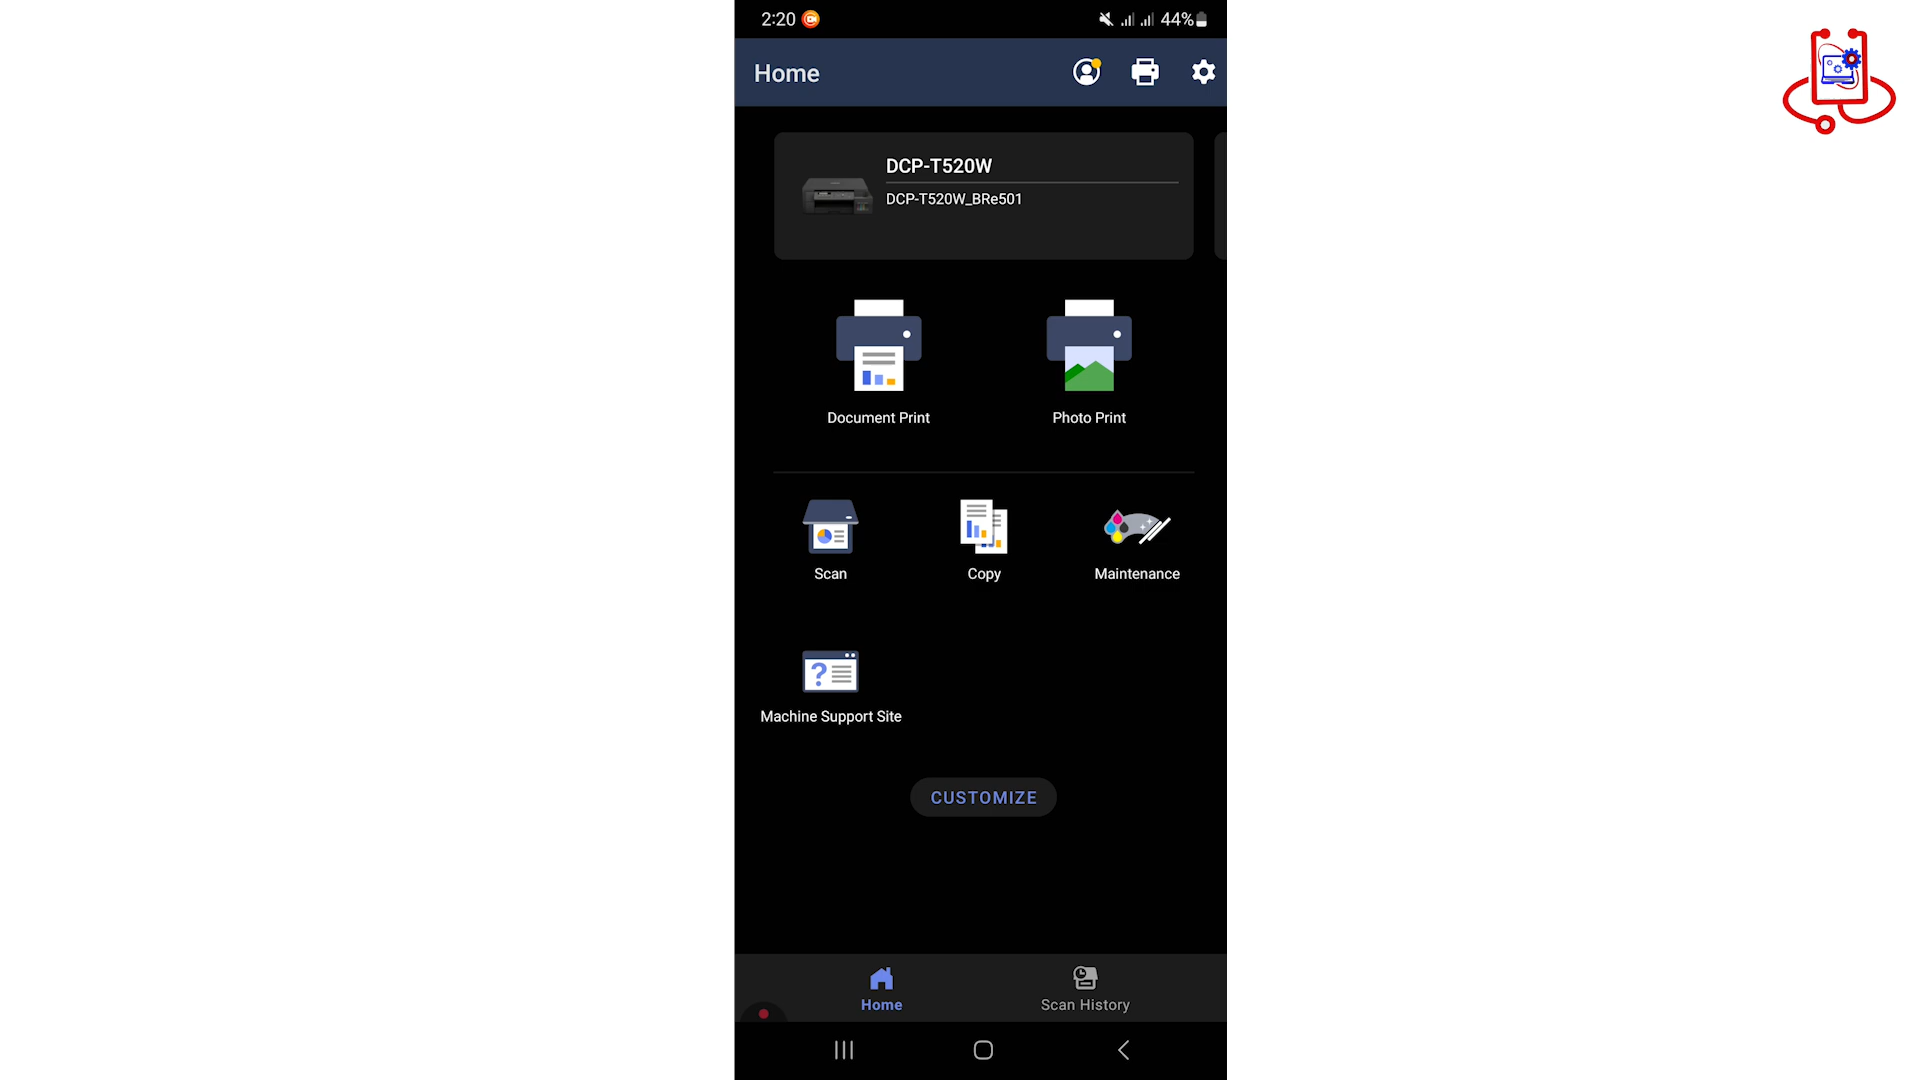 2:20 44%
Home
DCP-T520W
DCP-T520W_BRe501
Document Print Photo Print
Scan Copy Maintenance
?
Machine Support Site
CUSTOMIZE
Home Scan History